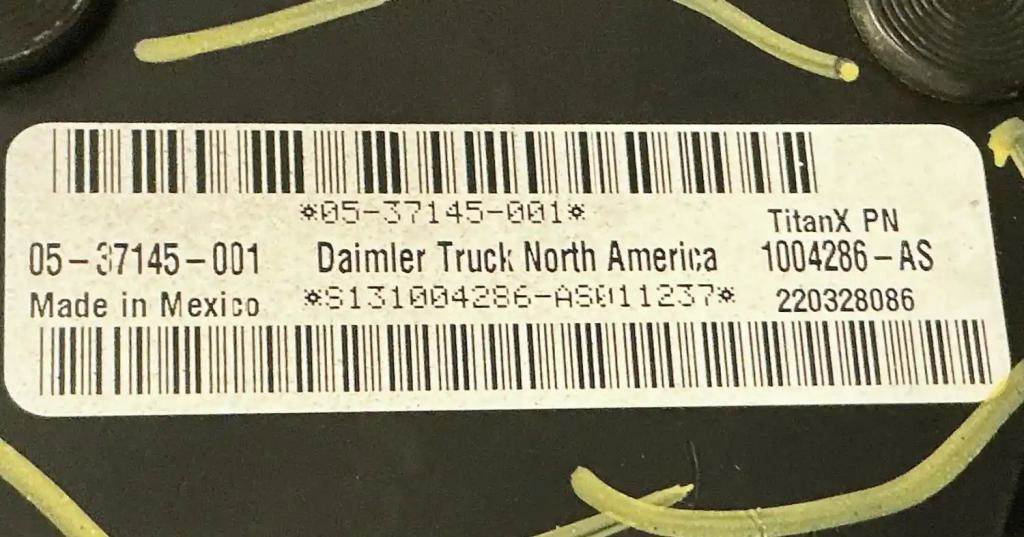 *05-37145-001*
TitanX PN
05-37145-001 Daimler Truck North America 1004286-AS
Made in Mexico *S131004286-AS011237* 220328086